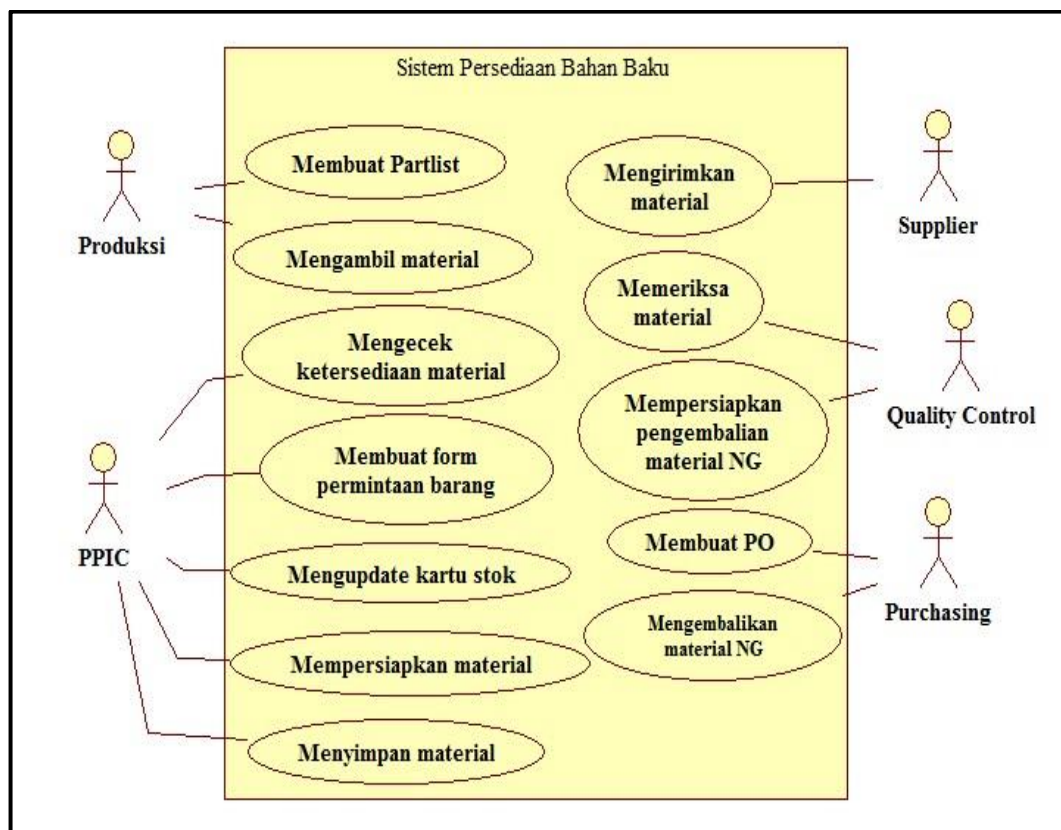 Sistem Persediaan Bahan Baku
Produksi
Membuat Partlist
Mengambil material
PPIC
Mengecek
ketersediaan material
Membuat form
permintaan barang
Mengupdate kartu stok
Mempersiapkan material
Menyimpan material
Mengirimkan
material
Supplier
Memeriksa
material
Mempersiapkan
pengembalian
material NG
Quality Control
Membuat PO
Mengembalikan
material NG
Purchasing